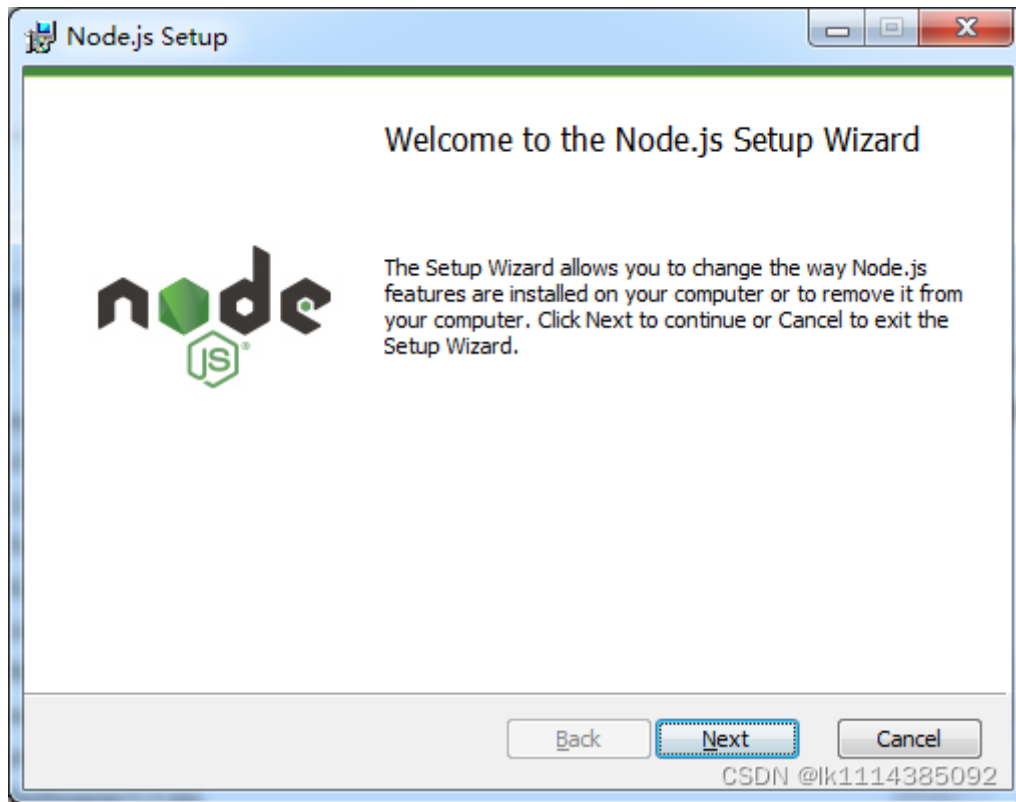 Node.js Setup
Welcome to the Node.js Setup Wizard
The Setup Wizard allows you to change the way Node.js
features are installed on your computer or to remove it from
your computer. Click Next to continue or Cancel to exit the
Setup Wizard.
node
JS
Back
Next
Cancel
CSDN @lk1114385092